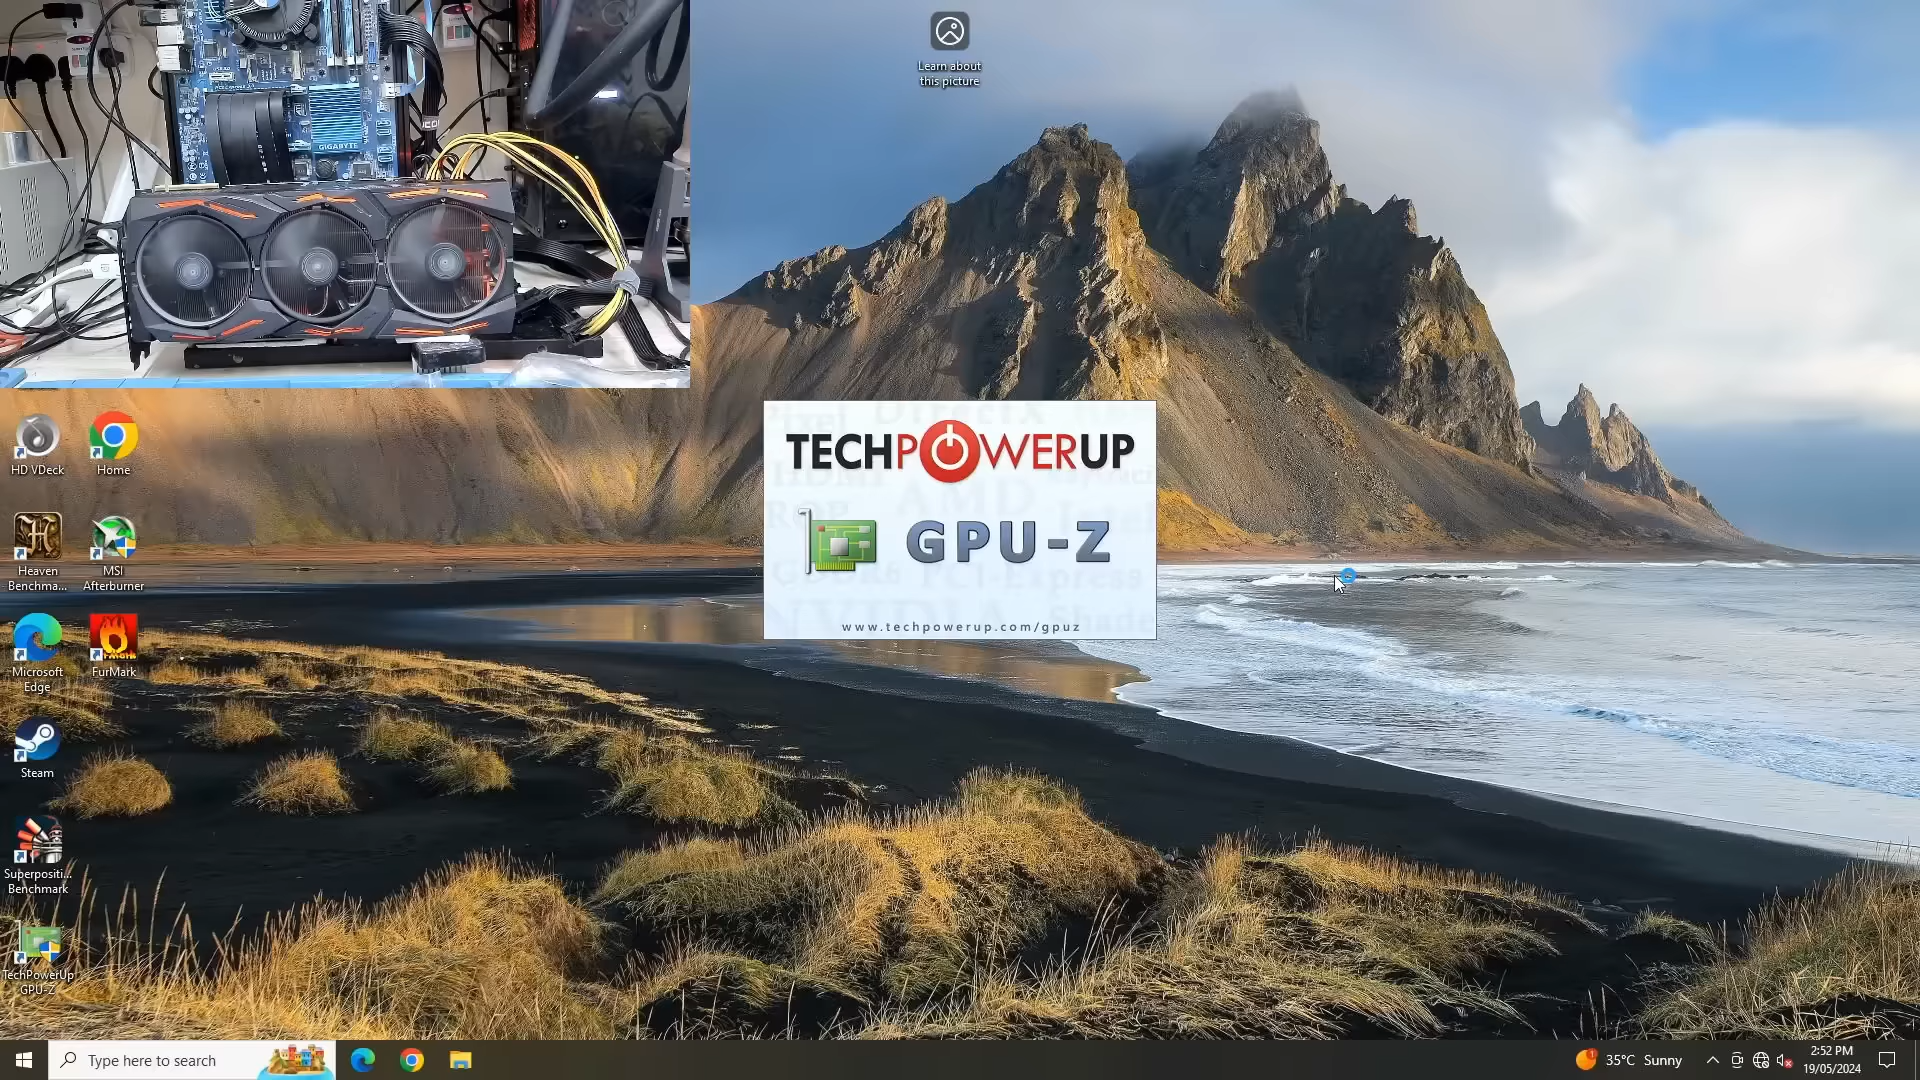 GIGABYTE
Learn about
this picture
HD VDeck
Home
Heaven
Benchma...
MSI
Afterburner
Microsoft
Edge
FurMark
Steam
Superpositi...
Benchmark
TechPowerUp
GPU-Z
TECHPOWERUP
GPU-Z
www.techpowerup.com/gpuz
Type here to search
1
35°C Sunny
2:52 PM
19/05/2024